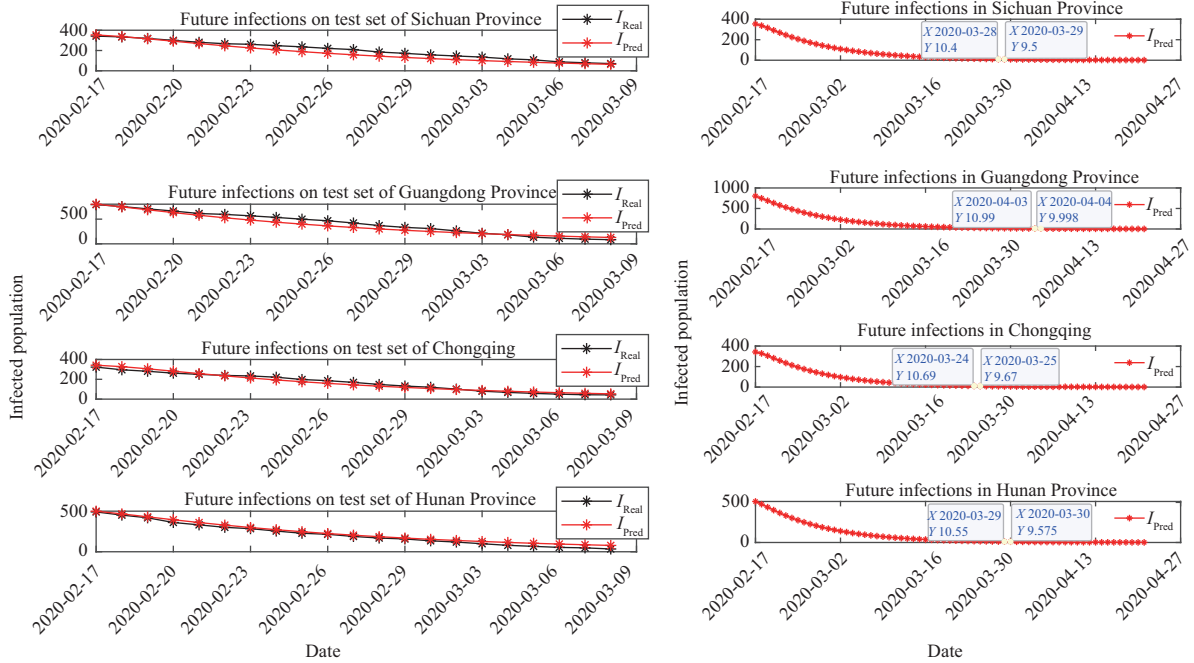 Future infections on test set of Sichuan Province
400
200
0
I Real
I Pred
2020-02-17
2020-02-20
2020-02-23
2020-02-26
2020-02-29
2020-03-03
2020-03-06
2020-03-09
Future infections on test set of Guangdong Province
500
0
I Real
I Pred
2020-02-17
2020-02-20
2020-02-23
2020-02-26
2020-02-29
2020-03-03
2020-03-06
2020-03-09
Future infections on test set of Chongqing
400
200
0
I Real
I Pred
2020-02-17
2020-02-20
2020-02-23
2020-02-26
2020-02-29
2020-03-03
2020-03-06
2020-03-09
Future infections on test set of Hunan Province
500
0
I Real
I Pred
2020-02-17
2020-02-20
2020-02-23
2020-02-26
2020-02-29
2020-03-03
2020-03-06
2020-03-09
Infected population
Date
Future infections in Sichuan Province
400
200
0
X 2020-03-28
Y 10.4
X 2020-03-29
Y 9.5
I Pred
2020-02-17
2020-03-02
2020-03-16
2020-03-30
2020-04-13
2020-04-27
Future infections in Guangdong Province
1000
500
0
X 2020-04-03
Y 10.99
X 2020-04-04
Y 9.998
I Pred
2020-02-17
2020-03-02
2020-03-16
2020-03-30
2020-04-13
2020-04-27
Future infections in Chongqing
400
200
0
X 2020-03-24
Y 10.69
X 2020-03-25
Y 9.67
I Pred
2020-02-17
2020-03-02
2020-03-16
2020-03-30
2020-04-13
2020-04-27
Future infections in Hunan Province
500
0
X 2020-03-29
Y 10.55
X 2020-03-30
Y 9.575
I Pred
2020-02-17
2020-03-02
2020-03-16
2020-03-30
2020-04-13
2020-04-27
Infected population
Date